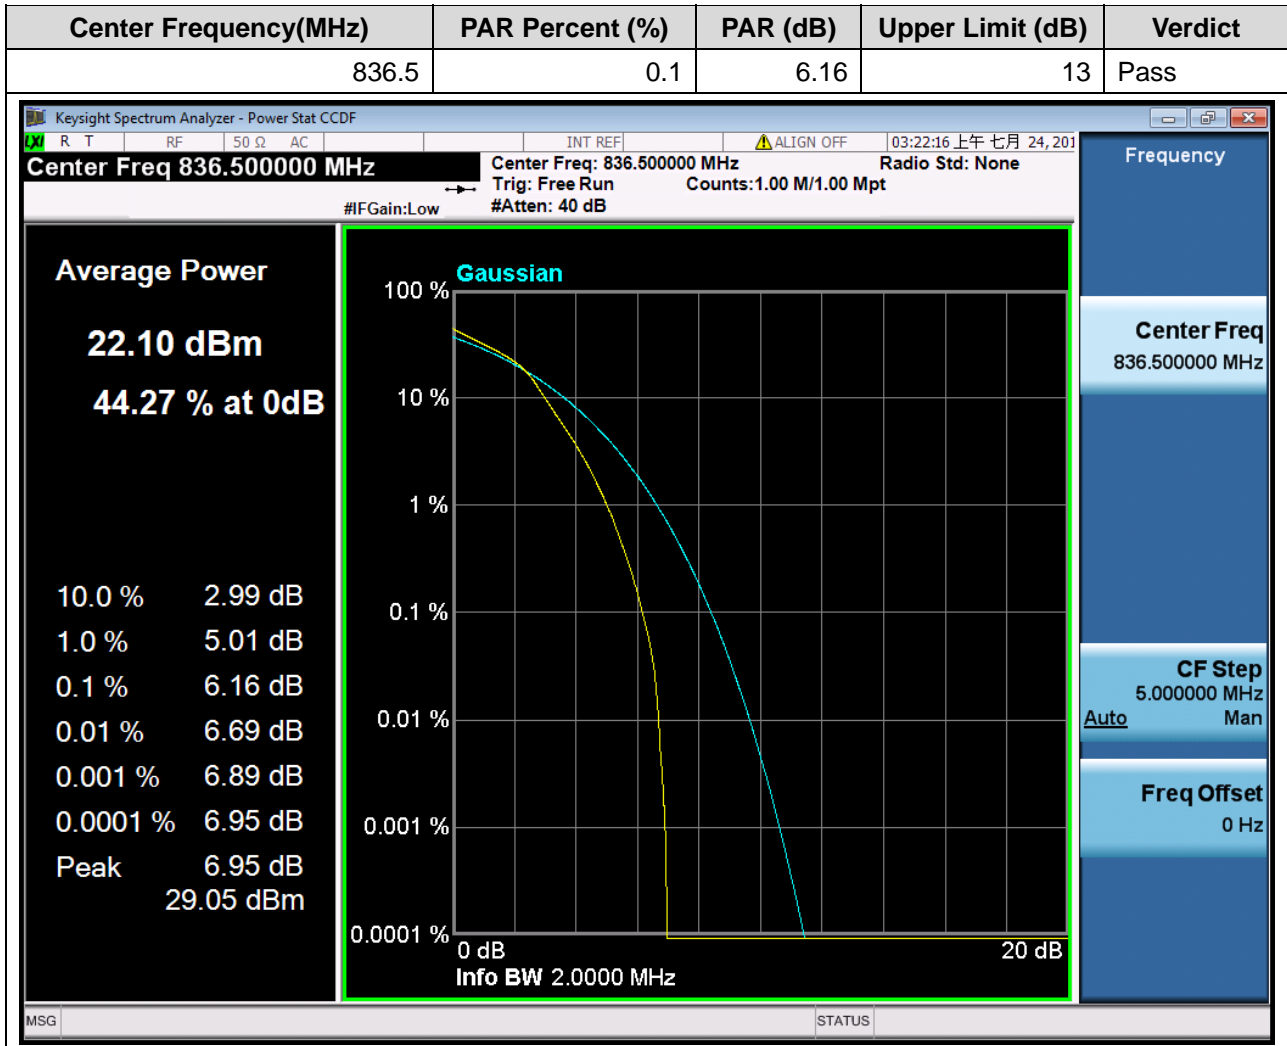 Center Frequency(MHz) PAR Percent (%) PAR (dB) Upper Limit (dB) Verdict
836.5 0.1 6.16 13 Pass
Keysight Spectrum Analyzer - Power Stat CCDF
LXI R T RF 50 Ω AC INT REF ALIGN OFF 03:22:16 上午 七月 24, 201
Center Freq 836.500000 MHz
#IFGain:Low
Center Freq: 836.500000 MHz Radio Std: None
Trig: Free Run Counts:1.00 M/1.00 Mpt
#Atten: 40 dB
Average Power
22.10 dBm
44.27 % at 0dB
10.0 % 2.99 dB
1.0 % 5.01 dB
0.1 % 6.16 dB
0.01 % 6.69 dB
0.001 % 6.89 dB
0.0001 % 6.95 dB
Peak 6.95 dB
29.05 dBm
Gaussian
100 %
10 %
1 %
0.1 %
0.01 %
0.001 %
0.0001 %
0 dB 20 dB
Info BW 2.0000 MHz
Frequency
Center Freq
836.500000 MHz
CF Step
5.000000 MHz
Auto Man
Freq Offset
0 Hz
MSG STATUS